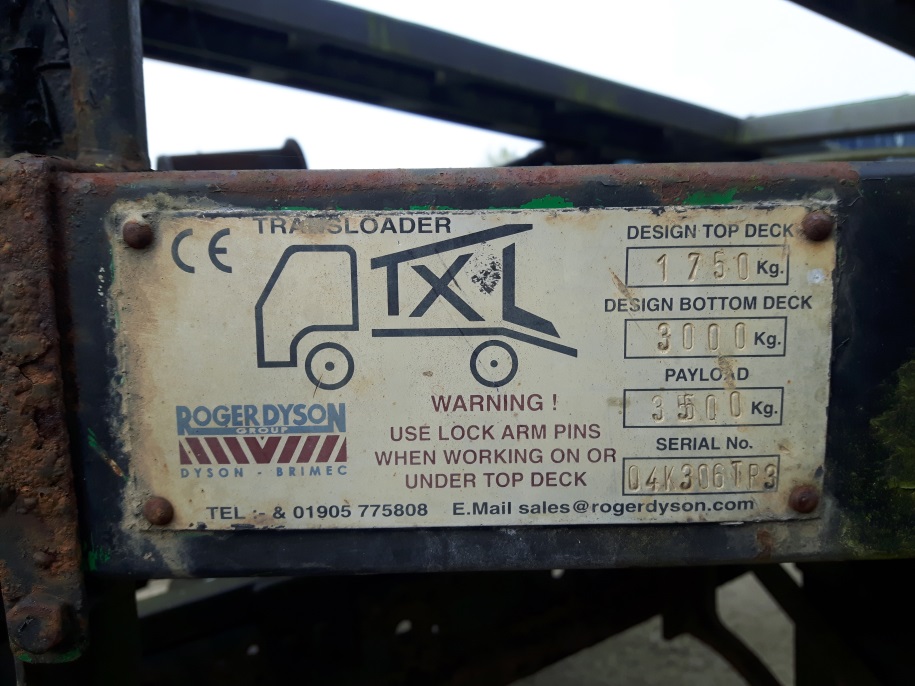 CE
TRANSLOADER
TXL
DESIGN TOP DECK
1750 Kg.
DESIGN BOTTOM DECK
3000 Kg.
PAYLOAD
3500 Kg.
SERIAL No.
04K306TP3
WARNING !
USE LOCK ARM PINS
WHEN WORKING ON OR
UNDER TOP DECK
ROGER DYSON
GROUP
DYSON - BRIMEC
TEL :- & 01905 775808 E.Mail sales@rogerdyson.com